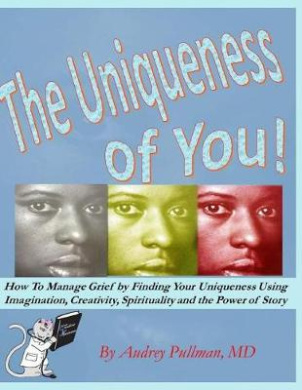 The Uniqueness
of You!
How To Manage Grief by Finding Your Uniqueness Using
Imagination, Creativity, Spirituality and the Power of Story
By Audrey Pullman, MD